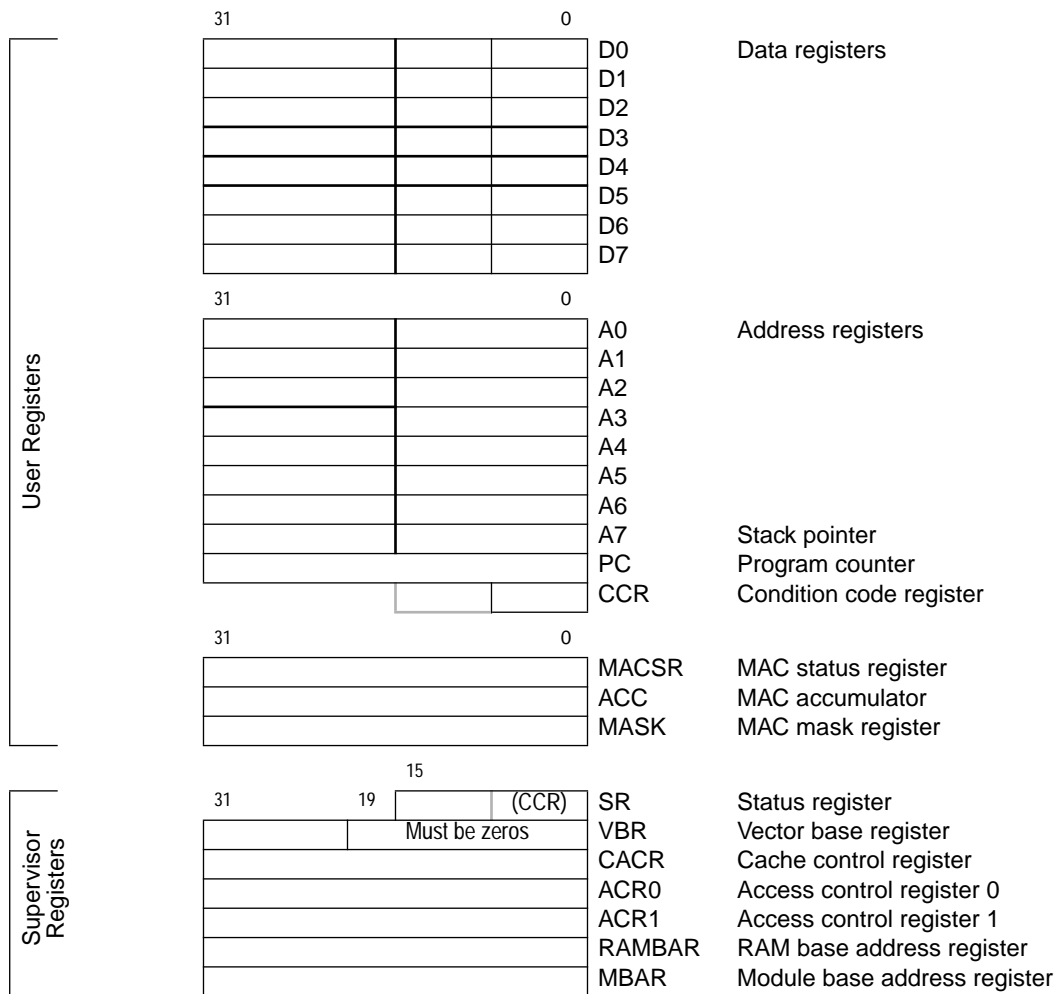 31 0
D0 Data registers
D1
D2
D3
D4
D5
D6
D7
31 0
A0 Address registers
A1
A2
A3
A4
A5
A6
A7 Stack pointer
PC Program counter
CCR Condition code register
31 0
MACSR MAC status register
ACC MAC accumulator
MASK MAC mask register
User Registers
15
31 19 (CCR) SR Status register
Must be zeros VBR Vector base register
CACR Cache control register
ACR0 Access control register 0
ACR1 Access control register 1
RAMBAR RAM base address register
MBAR Module base address register
Supervisor
Registers